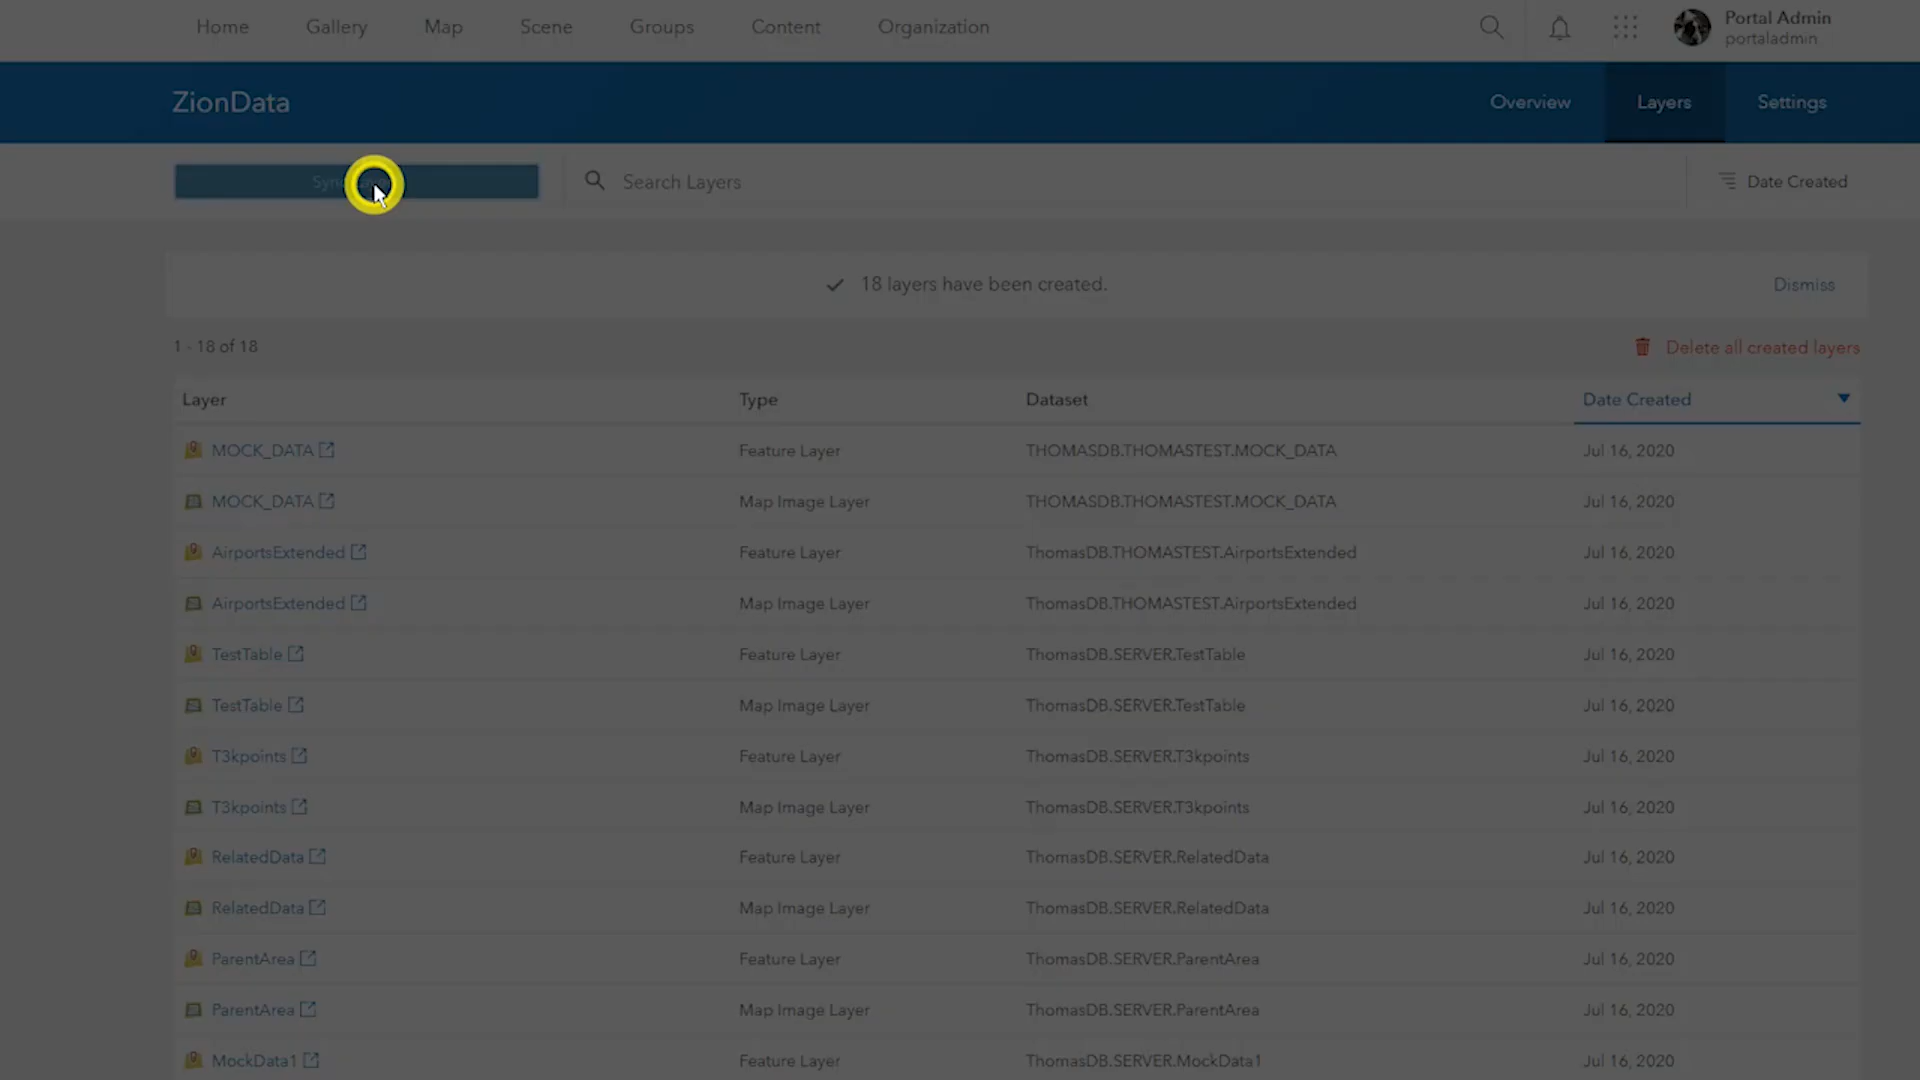 Home Gallery Map Scene Groups Content Organization
Portal Admin
portaladmin
ZionData
Overview Layers Settings
Search Layers
Date Created
18 layers have been created.
Dismiss
1 - 18 of 18
Delete all created layers
Layer Type Dataset Date Created
MOCK_DATA Feature Layer THOMASDB.THOMASTEST.MOCK_DATA Jul 16, 2020
MOCK_DATA Map Image Layer THOMASDB.THOMASTEST.MOCK_DATA Jul 16, 2020
AirportsExtended Feature Layer ThomasDB.THOMASTEST.AirportsExtended Jul 16, 2020
AirportsExtended Map Image Layer ThomasDB.THOMASTEST.AirportsExtended Jul 16, 2020
TestTable Feature Layer ThomasDB.SERVER.TestTable Jul 16, 2020
TestTable Map Image Layer ThomasDB.SERVER.TestTable Jul 16, 2020
T3kpoints Feature Layer ThomasDB.SERVER.T3kpoints Jul 16, 2020
T3kpoints Map Image Layer ThomasDB.SERVER.T3kpoints Jul 16, 2020
RelatedData Feature Layer ThomasDB.SERVER.RelatedData Jul 16, 2020
RelatedData Map Image Layer ThomasDB.SERVER.RelatedData Jul 16, 2020
ParentArea Feature Layer ThomasDB.SERVER.ParentArea Jul 16, 2020
ParentArea Map Image Layer ThomasDB.SERVER.ParentArea Jul 16, 2020
MockData1 Feature Layer ThomasDB.SERVER.MockData1 Jul 16, 2020